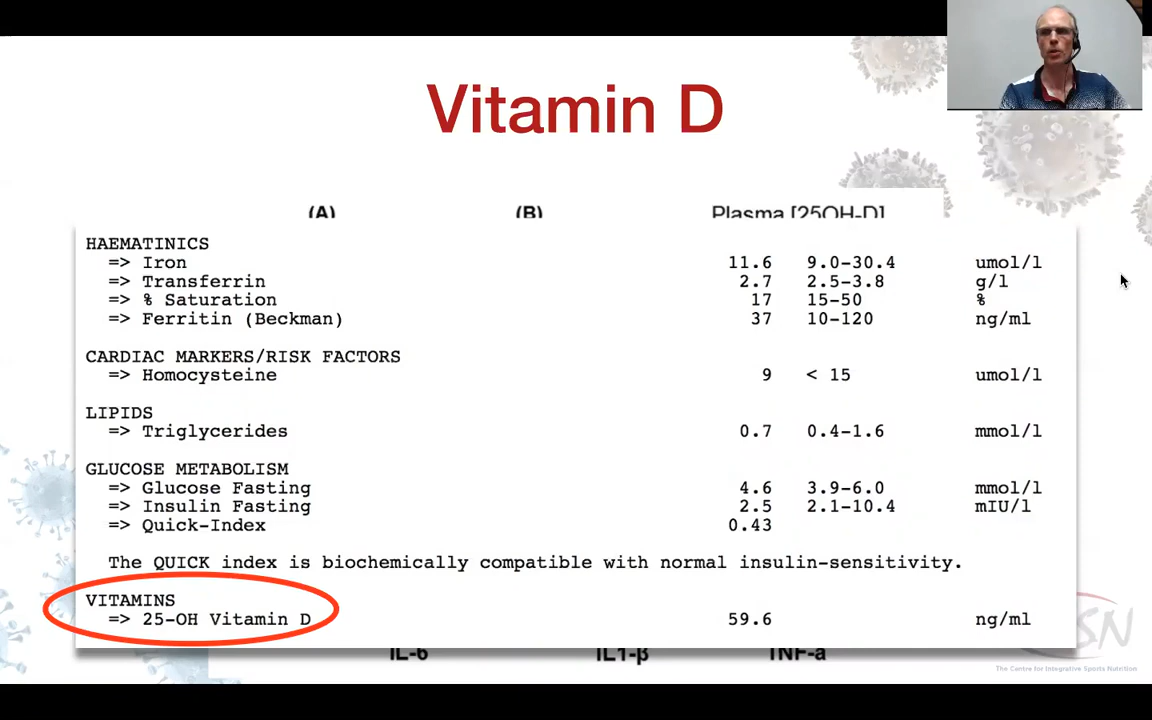 Vitamin D
(A) (B) Plasma [25OH-D]
HAEMATINICS
=> Iron 11.6 9.0-30.4 umol/l
=> Transferrin 2.7 2.5-3.8 g/l
=> % Saturation 17 15-50 %
=> Ferritin (Beckman) 37 10-120 ng/ml
CARDIAC MARKERS/RISK FACTORS
=> Homocysteine 9 < 15 umol/l
LIPIDS
=> Triglycerides 0.7 0.4-1.6 mmol/l
GLUCOSE METABOLISM
=> Glucose Fasting 4.6 3.9-6.0 mmol/l
=> Insulin Fasting 2.5 2.1-10.4 mIU/l
=> Quick-Index 0.43
The QUICK index is biochemically compatible with normal insulin-sensitivity.
VITAMINS
=> 25-OH Vitamin D 59.6 ng/ml
IL-6 IL1-β TNF-a
SN
The Centre for Integrative Sports Nutrition